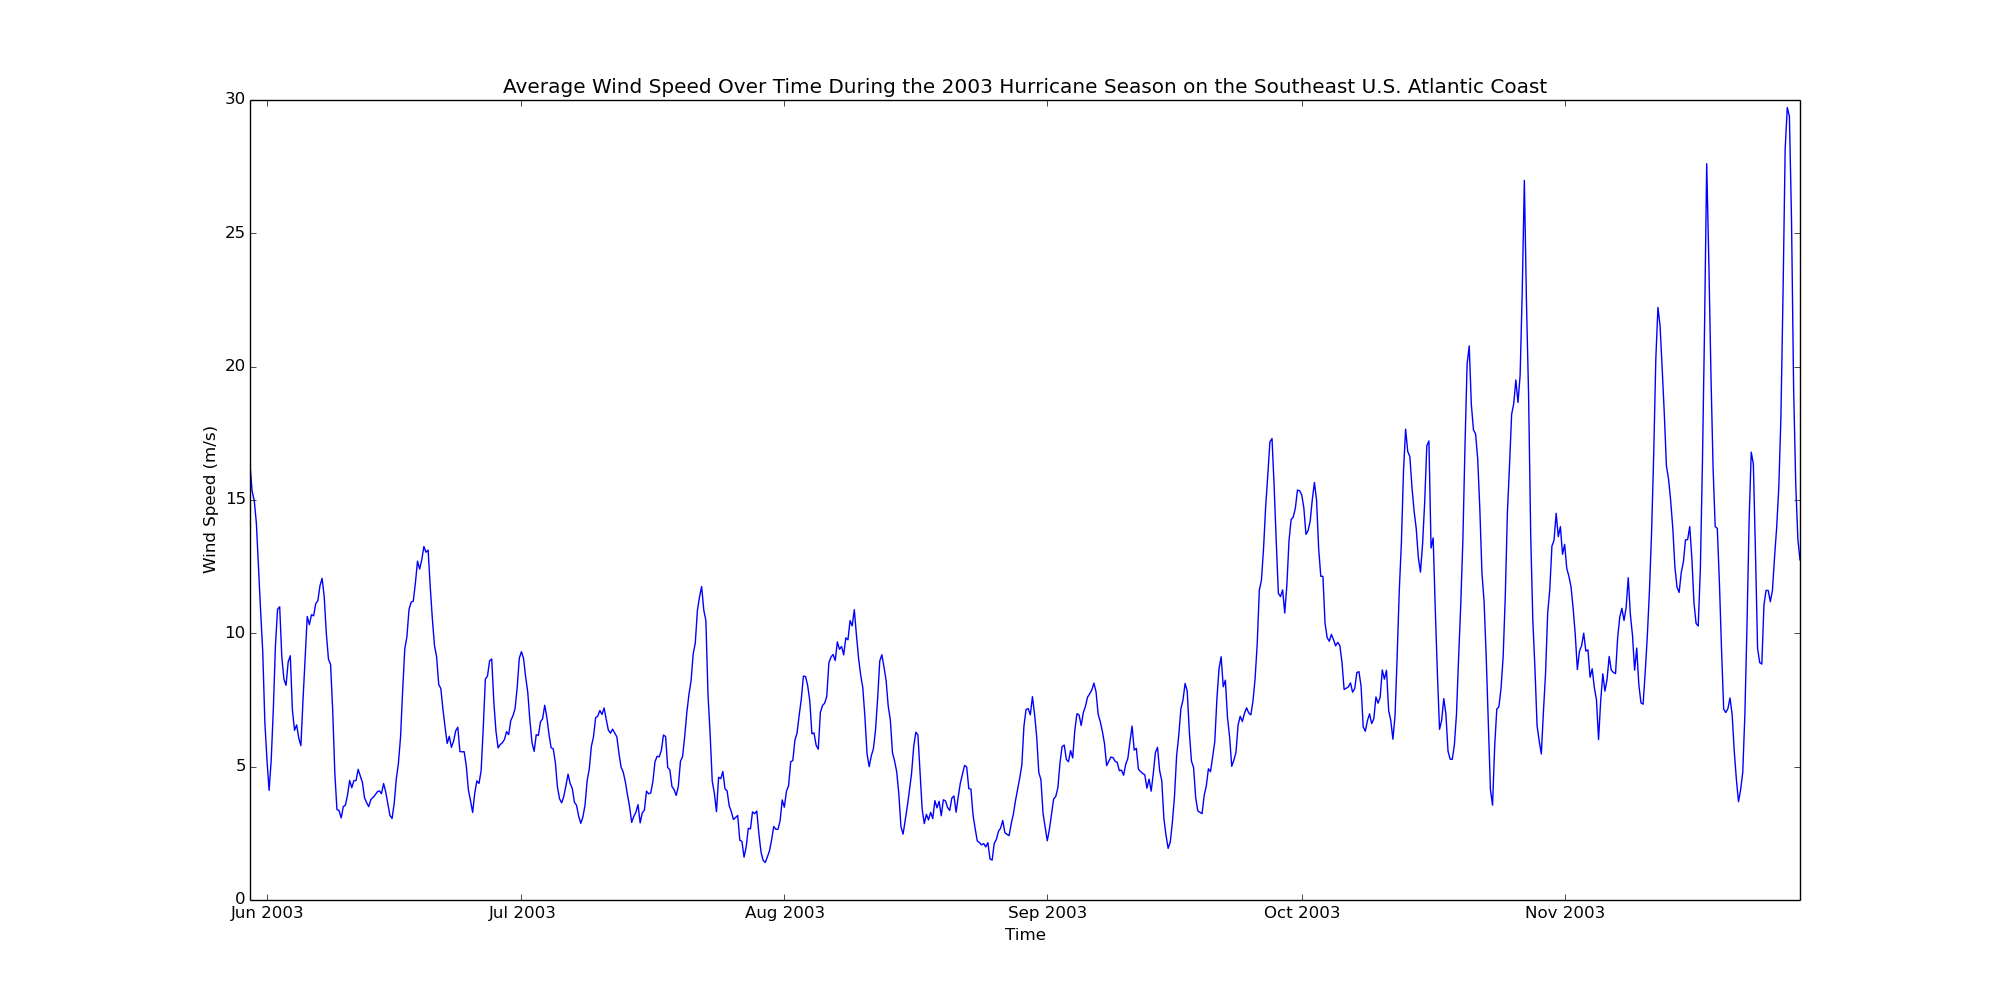 Average Wind Speed Over Time During the 2003 Hurricane Season on the Southeast U.S. Atlantic Coast
30
25
20
15
10
5
0
Wind Speed (m/s)
Jun 2003 Jul 2003 Aug 2003 Sep 2003 Oct 2003 Nov 2003
Time